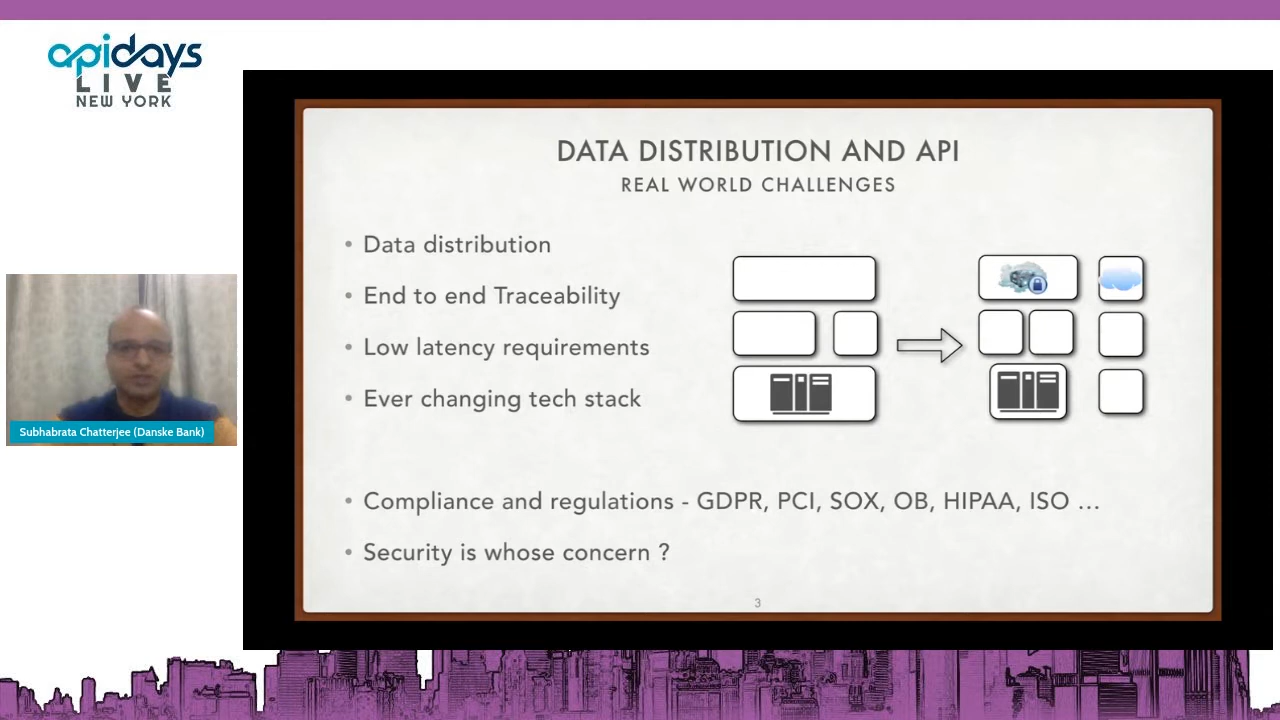 apidays
LIVE
NEW YORK
DATA DISTRIBUTION AND API
REAL WORLD CHALLENGES
• Data distribution
• End to end Traceability
• Low latency requirements
• Ever changing tech stack
• Compliance and regulations - GDPR, PCI, SOX, OB, HIPAA, ISO ...
• Security is whose concern ?
3
Subhabrata Chatterjee (Danske Bank)